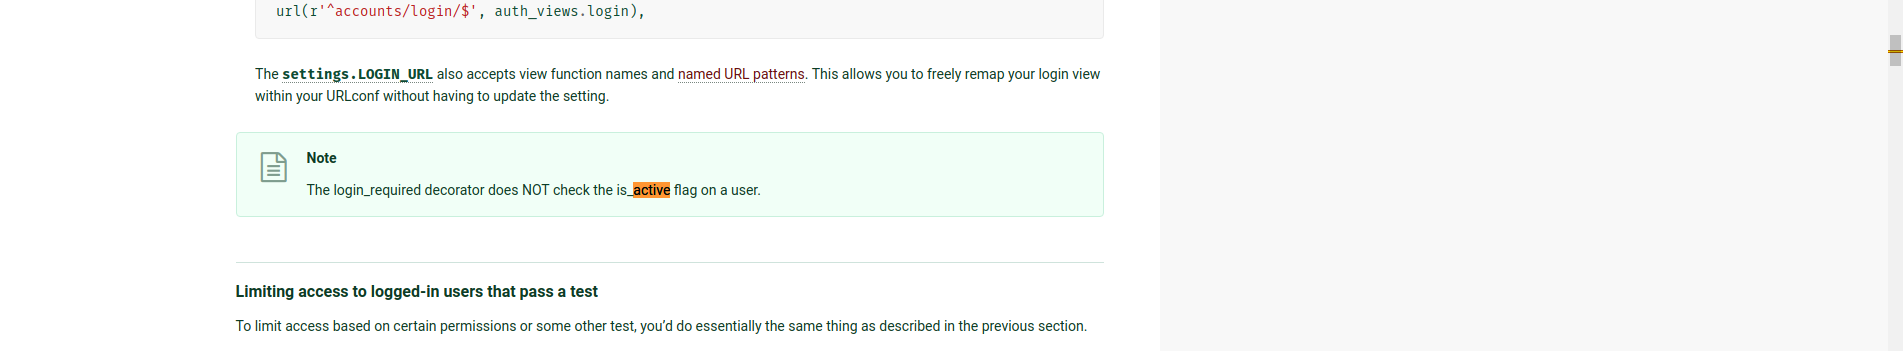 url(r'^accounts/login/$', auth_views.login),
The settings.LOGIN_URL also accepts view function names and named URL patterns. This allows you to freely remap your login view
within your URLconf without having to update the setting.
Note
The login_required decorator does NOT check the is_active flag on a user.
Limiting access to logged-in users that pass a test
To limit access based on certain permissions or some other test, you’d do essentially the same thing as described in the previous section.